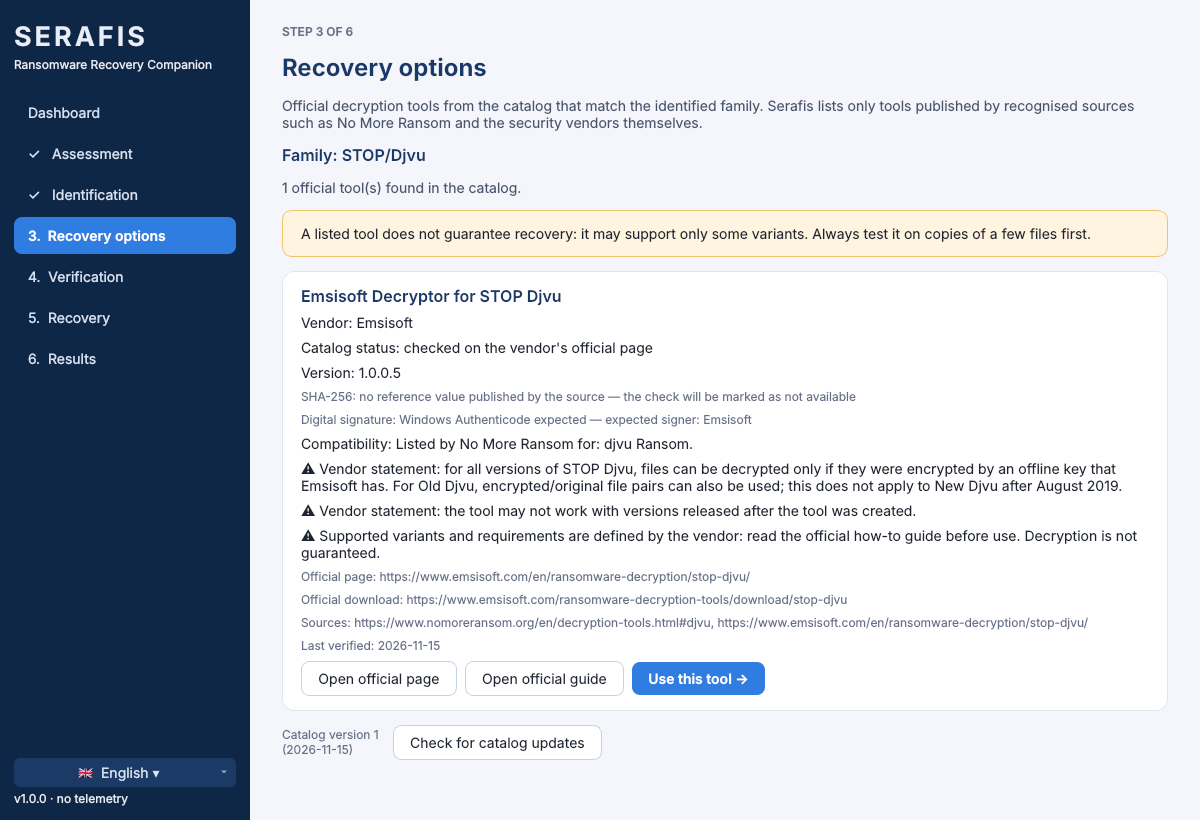 SERAFIS
Ransomware Recovery Companion
Dashboard
✓ Assessment
✓ Identification
3. Recovery options
4. Verification
5. Recovery
6. Results
🇬🇧 English ▾
v1.0.0 · no telemetry
STEP 3 OF 6
Recovery options
Official decryption tools from the catalog that match the identified family. Serafis lists only tools published by recognised sources
such as No More Ransom and the security vendors themselves.
Family: STOP/Djvu
1 official tool(s) found in the catalog.
A listed tool does not guarantee recovery: it may support only some variants. Always test it on copies of a few files first.
Emsisoft Decryptor for STOP Djvu
Vendor: Emsisoft
Catalog status: checked on the vendor's official page
Version: 1.0.0.5
SHA-256: no reference value published by the source — the check will be marked as not available
Digital signature: Windows Authenticode expected — expected signer: Emsisoft
Compatibility: Listed by No More Ransom for: djvu Ransom.
⚠ Vendor statement: for all versions of STOP Djvu, files can be decrypted only if they were encrypted by an offline key that
Emsisoft has. For Old Djvu, encrypted/original file pairs can also be used; this does not apply to New Djvu after August 2019.
⚠ Vendor statement: the tool may not work with versions released after the tool was created.
⚠ Supported variants and requirements are defined by the vendor: read the official how-to guide before use. Decryption is not
guaranteed.
Official page: https://www.emsisoft.com/en/ransomware-decryption/stop-djvu/
Official download: https://www.emsisoft.com/ransomware-decryption-tools/download/stop-djvu
Sources: https://www.nomoreransom.org/en/decryption-tools.html#djvu, https://www.emsisoft.com/en/ransomware-decryption/stop-djvu/
Last verified: 2026-11-15
Open official page
Open official guide
Use this tool →
Catalog version 1
(2026-11-15)
Check for catalog updates